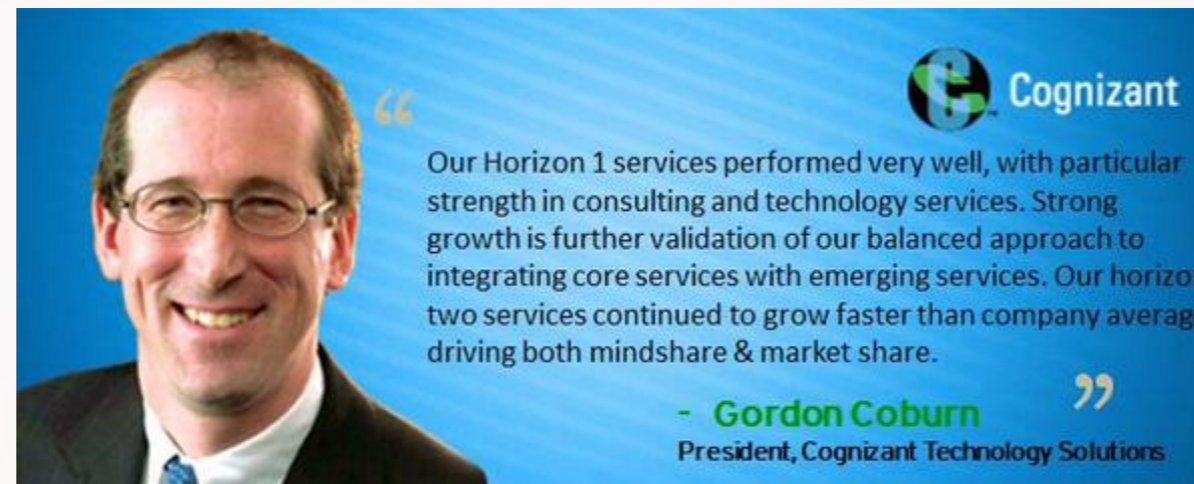 “
Cognizant
Our Horizon 1 services performed very well, with particular
strength in consulting and technology services. Strong
growth is further validation of our balanced approach to
integrating core services with emerging services. Our horizo
two services continued to grow faster than company averag
driving both mindshare & market share.
”
- Gordon Coburn
President, Cognizant Technology Solutions